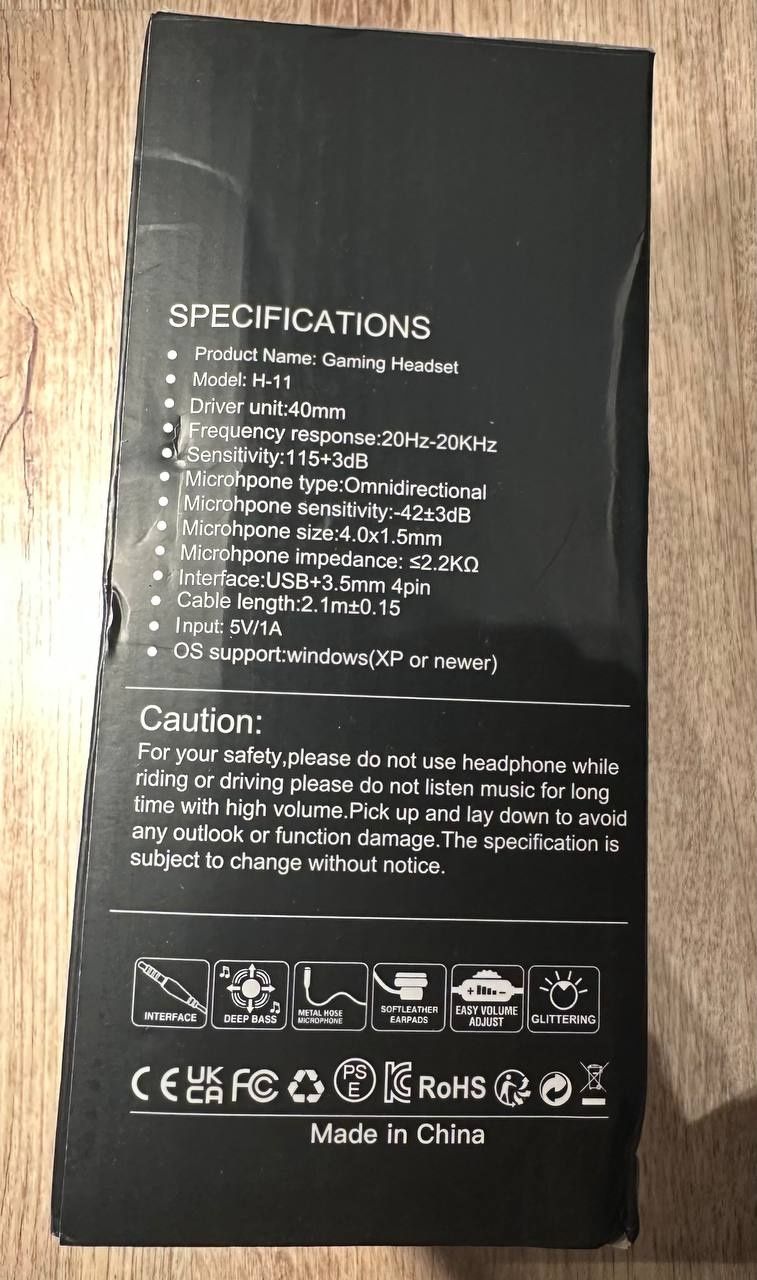 SPECIFICATIONS
• Product Name: Gaming Headset
• Model: H-11
• Driver unit:40mm
• Frequency response:20Hz-20KHz
• Sensitivity:115+3dB
• Microhpone type:Omnidirectional
• Microhpone sensitivity:-42±3dB
• Microhpone size:4.0x1.5mm
• Microhpone impedance: ≤2.2KΩ
• Interface:USB+3.5mm 4pin
• Cable length:2.1m±0.15
• Input: 5V/1A
• OS support:windows(XP or newer)
Caution:
For your safety,please do not use headphone while
riding or driving please do not listen music for long
time with high volume.Pick up and lay down to avoid
any outlook or function damage.The specification is
subject to change without notice.
INTERFACE
DEEP BASS
METAL HOSE
MICROPHONE
SOFTLEATHER
EARPADS
EASY VOLUME
ADJUST
GLITTERING
CE UK CA FC PS E KC RoHS
Made in China